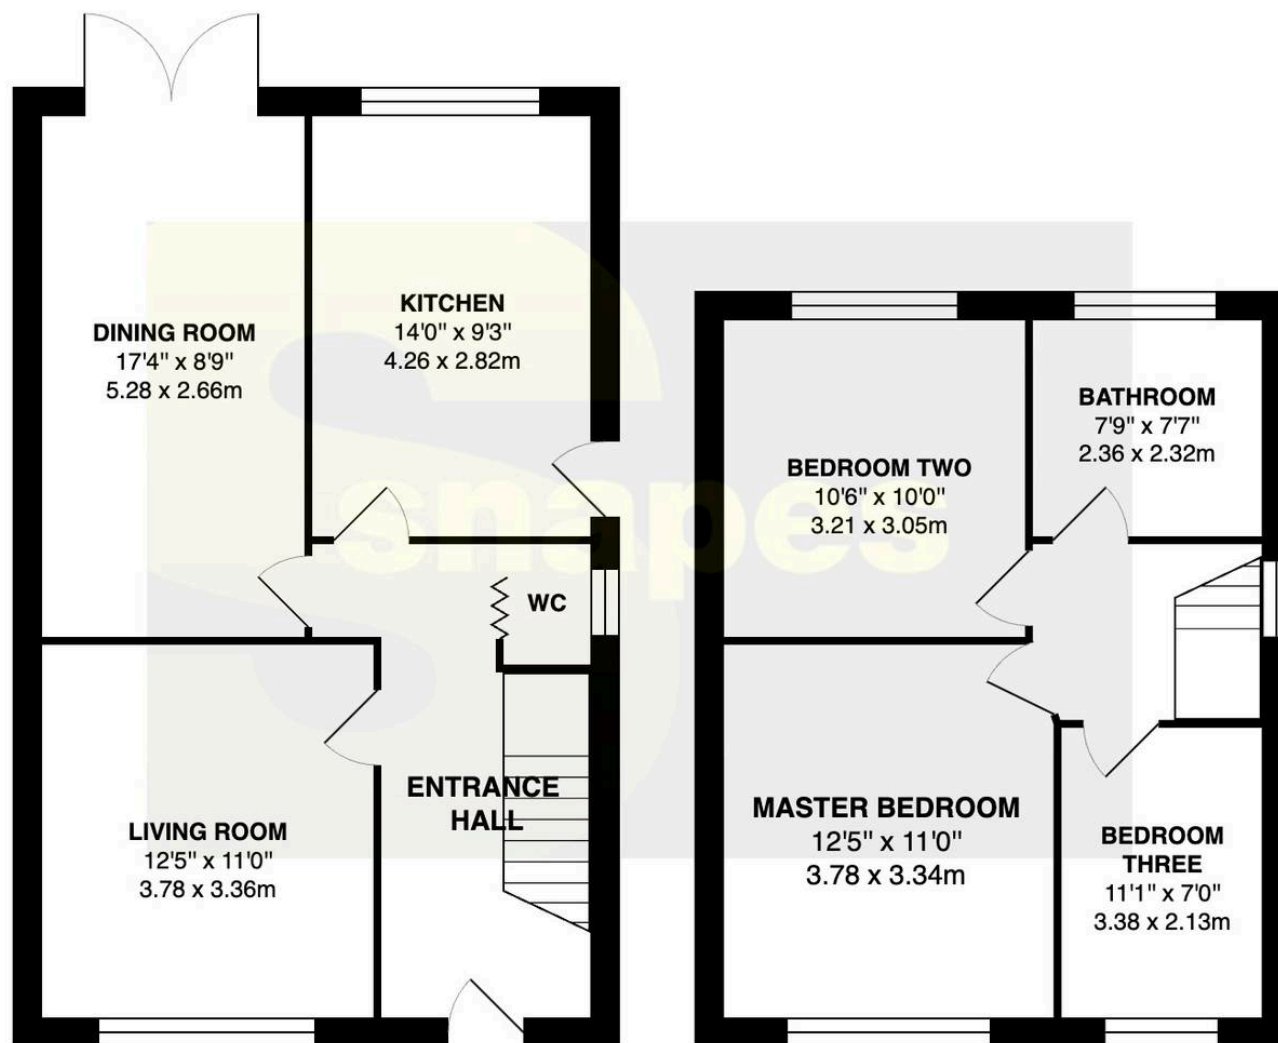 DINING ROOM
17'4" x 8'9"
5.28 x 2.66m
KITCHEN
14'0" x 9'3"
4.26 x 2.82m
WC
LIVING ROOM
12'5" x 11'0"
3.78 x 3.36m
ENTRANCE
HALL
BEDROOM TWO
10'6" x 10'0"
3.21 x 3.05m
BATHROOM
7'9" x 7'7"
2.36 x 2.32m
MASTER BEDROOM
12'5" x 11'0"
3.78 x 3.34m
BEDROOM
THREE
11'1" x 7'0"
3.38 x 2.13m
snapes